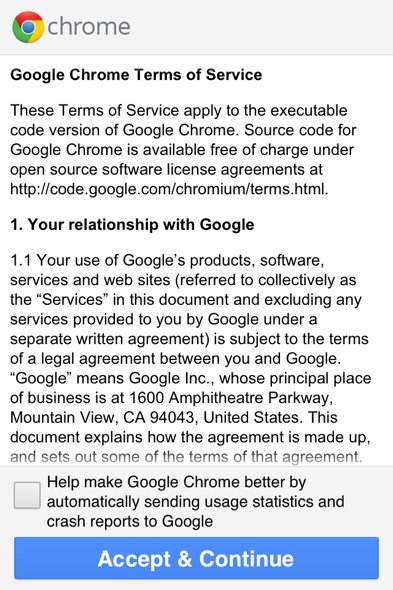 chrome
Google Chrome Terms of Service
These Terms of Service apply to the executable
code version of Google Chrome. Source code for
Google Chrome is available free of charge under
open source software license agreements at
http://code.google.com/chromium/terms.html.
1. Your relationship with Google
1.1 Your use of Google’s products, software,
services and web sites (referred to collectively as
the “Services” in this document and excluding any
services provided to you by Google under a
separate written agreement) is subject to the terms
of a legal agreement between you and Google.
“Google” means Google Inc., whose principal place
of business is at 1600 Amphitheatre Parkway,
Mountain View, CA 94043, United States. This
document explains how the agreement is made up,
and sets out some of the terms of that agreement.
Help make Google Chrome better by
automatically sending usage statistics and
crash reports to Google
Accept & Continue